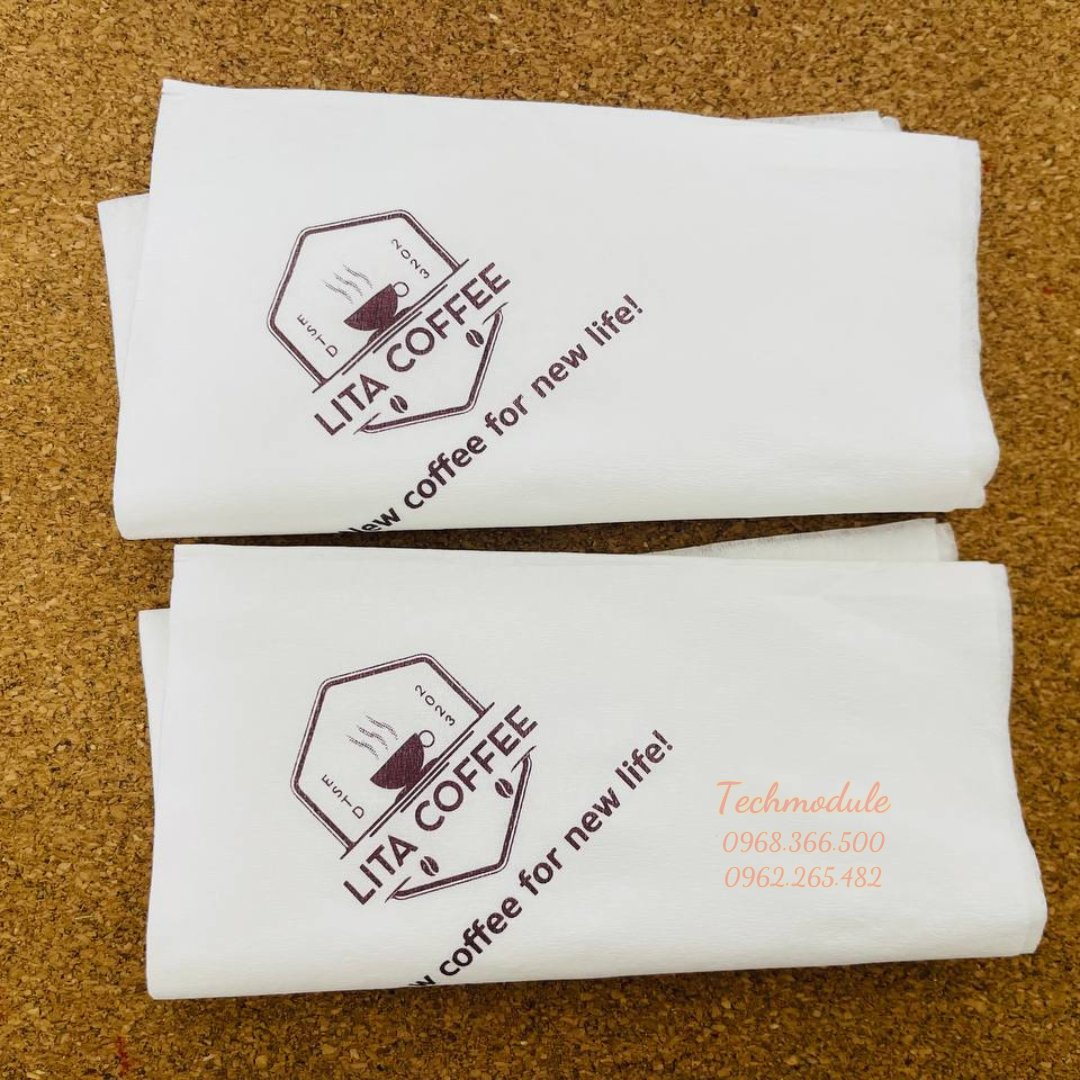 ESTD
2023
LITA COFFEE
New coffee for new life!
ESTD
2023
LITA COFFEE
coffee for new life!
Techmodule
0968.366.500
0962.265.482